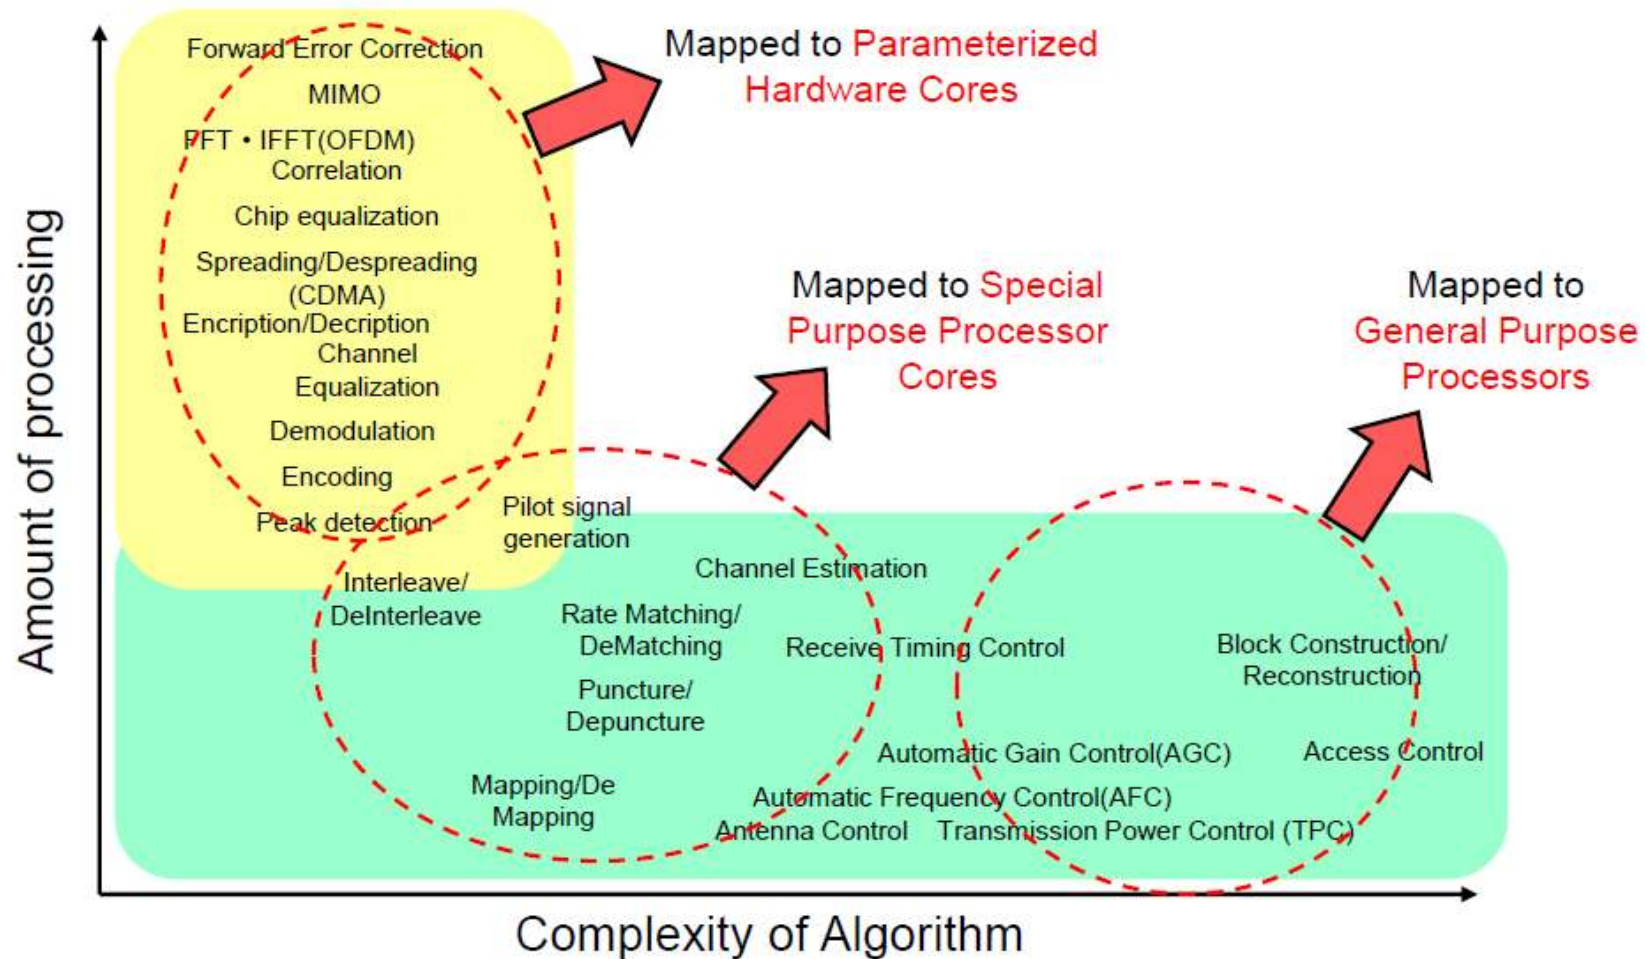 Forward Error Correction
MIMO
FFT・IFFT(OFDM)
Correlation
Chip equalization
Spreading/Despreading
(CDMA)
Encription/Decription
Channel
Equalization
Demodulation
Encoding
Peak detection
Mapped to Parameterized
Hardware Cores
Mapped to Special
Purpose Processor
Cores
Mapped to
General Purpose
Processors
Pilot signal
generation
Interleave/
DeInterleave
Channel Estimation
Rate Matching/
DeMatching
Receive Timing Control
Block Construction/
Reconstruction
Puncture/
Depuncture
Automatic Gain Control(AGC)
Access Control
Mapping/De
Mapping
Automatic Frequency Control(AFC)
Antenna Control
Transmission Power Control (TPC)
Amount of processing
Complexity of Algorithm